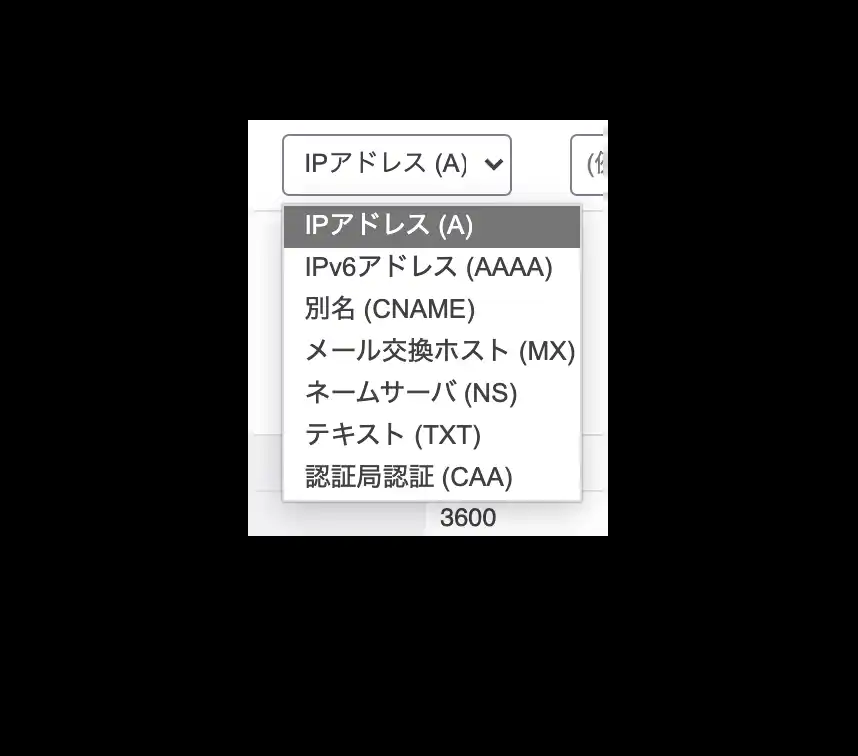 IPアドレス (A)
IPアドレス (A)
IPv6アドレス (AAAA)
別名 (CNAME)
メール交換ホスト (MX)
ネームサーバ (NS)
テキスト (TXT)
認証局認証 (CAA)
3600